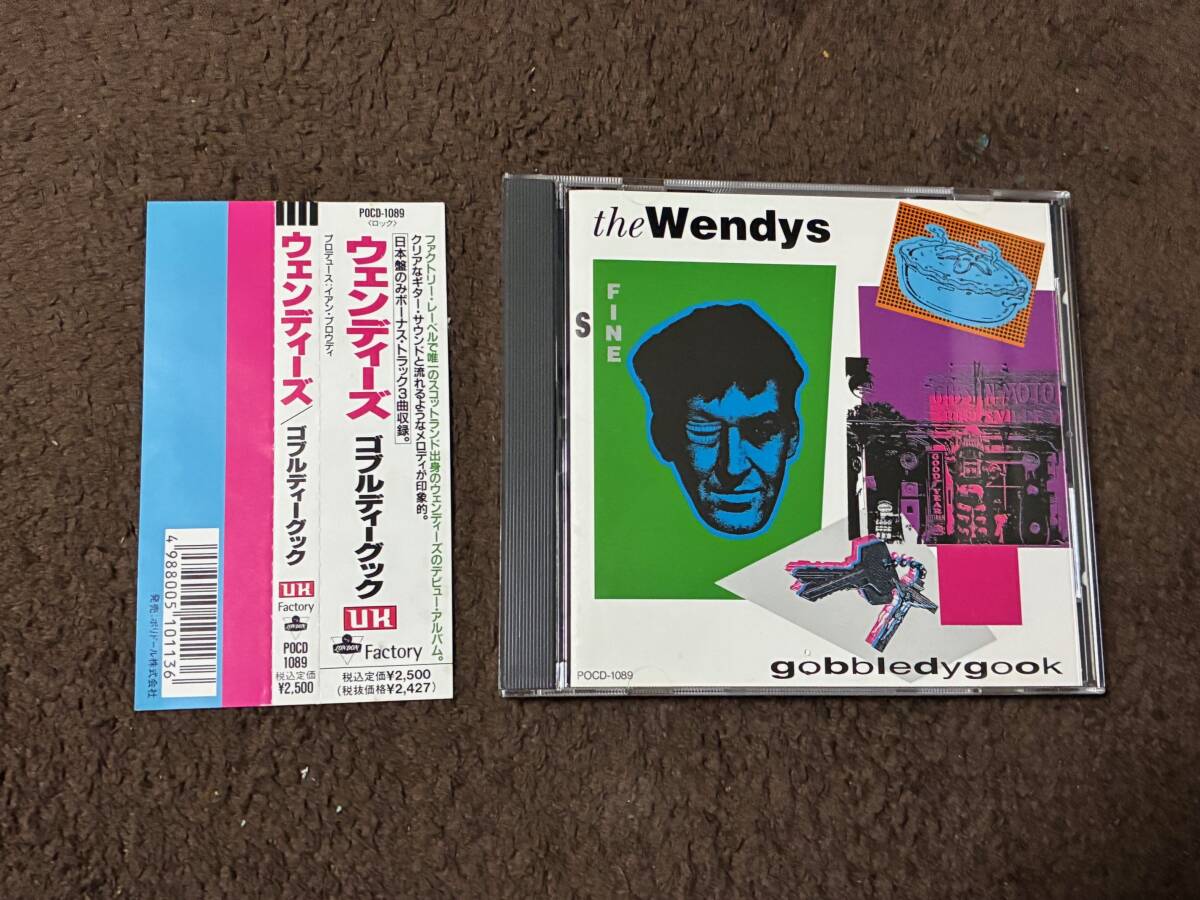 発売:ポリドール株式会社
4 988005 101136
プロデュース:イアン・ブロウディ
ウェンディーズ/ゴブルディーグック
UK
Factory
LONDON
POCD
1089
税込定価
¥2,500
POCD-1089
〈ロック〉
ファクトリー・レーベルで唯一のスコットランド出身のウェンディーズのデビュー・アルバム。
クリアなギター・サウンドと流れるようなメロディが印象的。
日本盤のみボーナス・トラック3曲収録。
ウェンディーズ
ゴブルディーグック
UK
LONDON
Factory
税込定価¥2,500
(税抜価格¥2,427)
the Wendys
S
FINE
GOOD YEAR
gobbledygook
POCD-1089